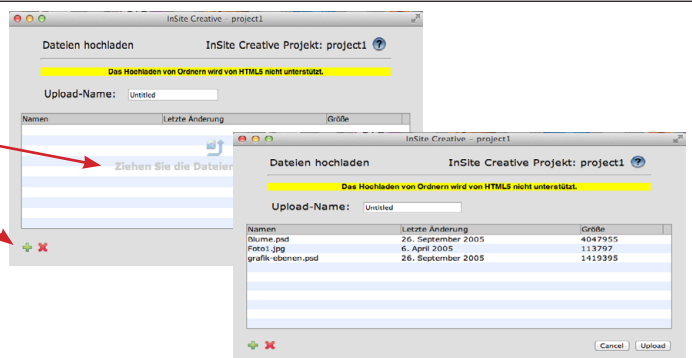 InSite Creative – project1
Dateien hochladen InSite Creative Projekt: project1 ?
Das Hochladen von Ordnern wird von HTML5 nicht unterstützt.
Upload-Name: Untitled
Namen Letzte Änderung Größe
Ziehen Sie die Dateien
InSite Creative – project1
Dateien hochladen InSite Creative Projekt: project1 ?
Das Hochladen von Ordnern wird von HTML5 nicht unterstützt.
Upload-Name: Untitled
Namen Letzte Änderung Größe
Blume.psd 26. September 2005 4047955
Foto1.jpg 6. April 2005 113797
grafik-ebenen.psd 26. September 2005 1419395
Cancel Upload